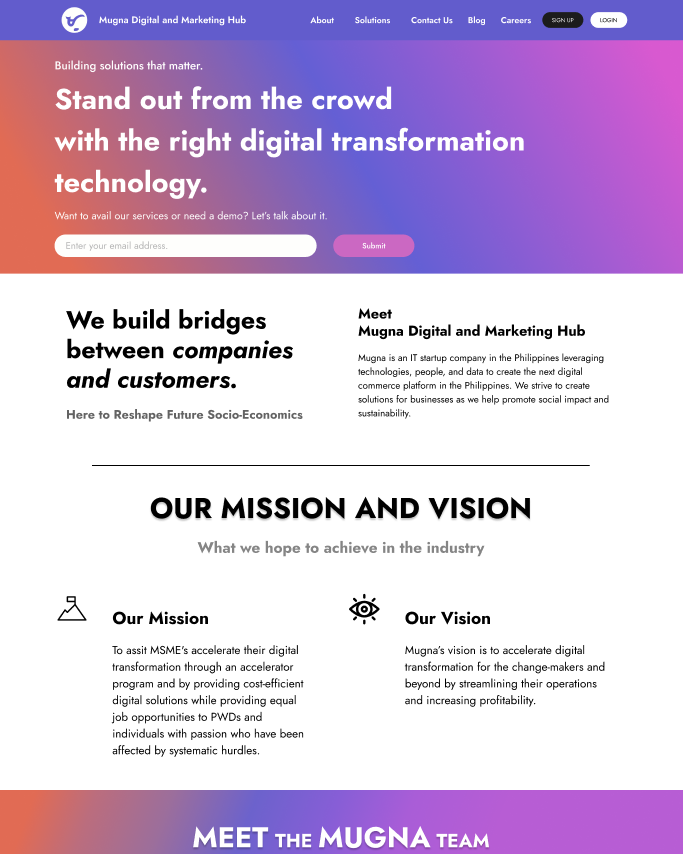 Mugna Digital and Marketing Hub
About
Solutions
Contact Us
Blog
Careers
SIGN UP
LOGIN
Building solutions that matter.
Stand out from the crowd
with the right digital transformation
technology.
Want to avail our services or need a demo? Let's talk about it.
Enter your email address.
Submit
We build bridges
between companies
and customers.
Here to Reshape Future Socio-Economics
Meet
Mugna Digital and Marketing Hub
Mugna is an IT startup company in the Philippines leveraging
technologies, people, and data to create the next digital
commerce platform in the Philippines. We strive to create
solutions for businesses as we help promote social impact and
sustainability.
OUR MISSION AND VISION
What we hope to achieve in the industry
Our Mission
To assit MSME's accelerate their digital
transformation through an accelerator
program and by providing cost-efficient
digital solutions while providing equal
job opportunities to PWDs and
individuals with passion who have been
affected by systematic hurdles.
Our Vision
Mugna's vision is to accelerate digital
transformation for the change-makers and
beyond by streamlining their operations
and increasing profitability.
MEET THE MUGNA TEAM